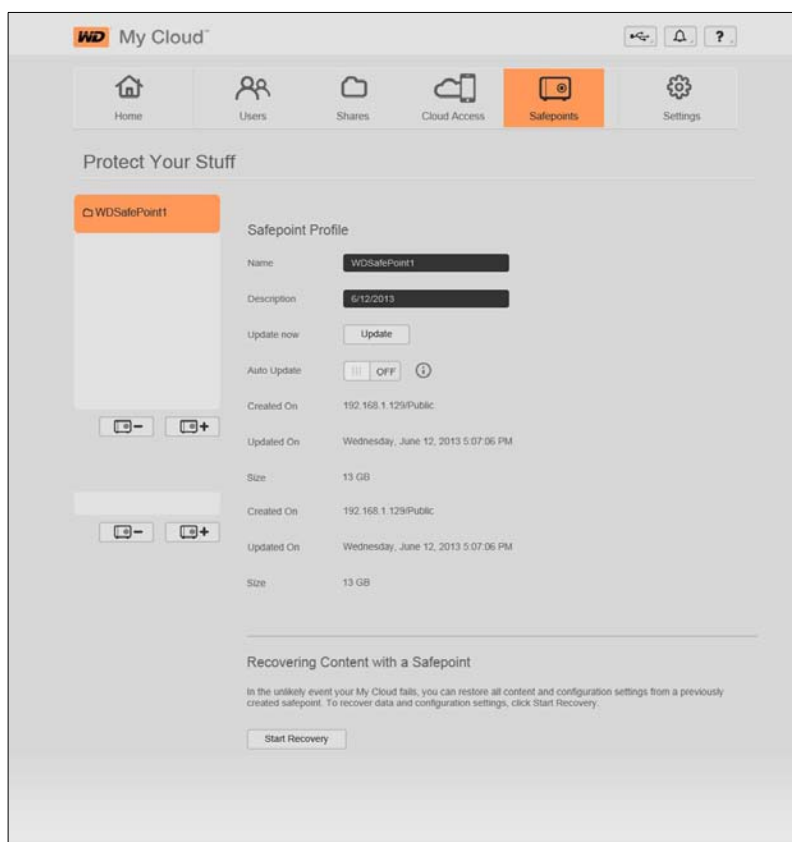 WD My Cloud™
?
Home Users Shares Cloud Access Safepoints Settings
Protect Your Stuff
WDSafePoint1
Safepoint Profile
Name WDSafePoint1
Description 6/12/2013
Update now Update
Auto Update OFF
Created On 192.168.1.129/Public
Updated On Wednesday, June 12, 2013 5:07:06 PM
Size 13 GB
Created On 192.168.1.129/Public
Updated On Wednesday, June 12, 2013 5:07:06 PM
Size 13 GB
Recovering Content with a Safepoint
In the unlikely event your My Cloud fails, you can restore all content and configuration settings from a previously
created safepoint. To recover data and configuration settings, click Start Recovery.
Start Recovery